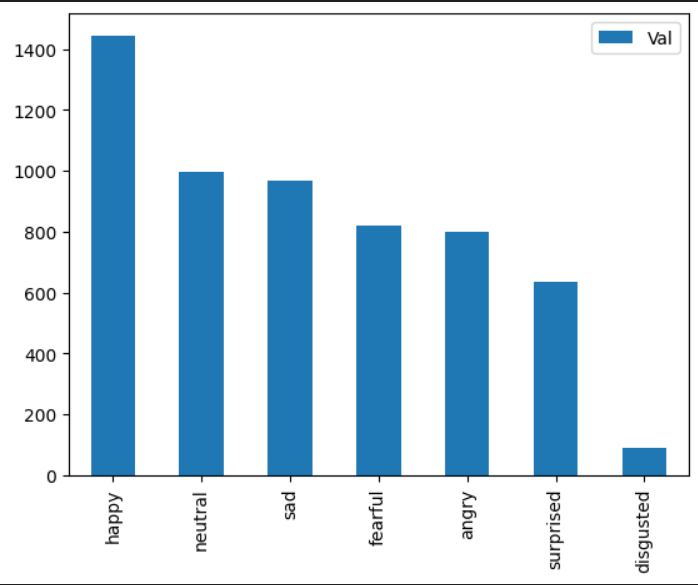 Val
1400
1200
1000
800
600
400
200
0
happy
neutral
sad
fearful
angry
surprised
disgusted